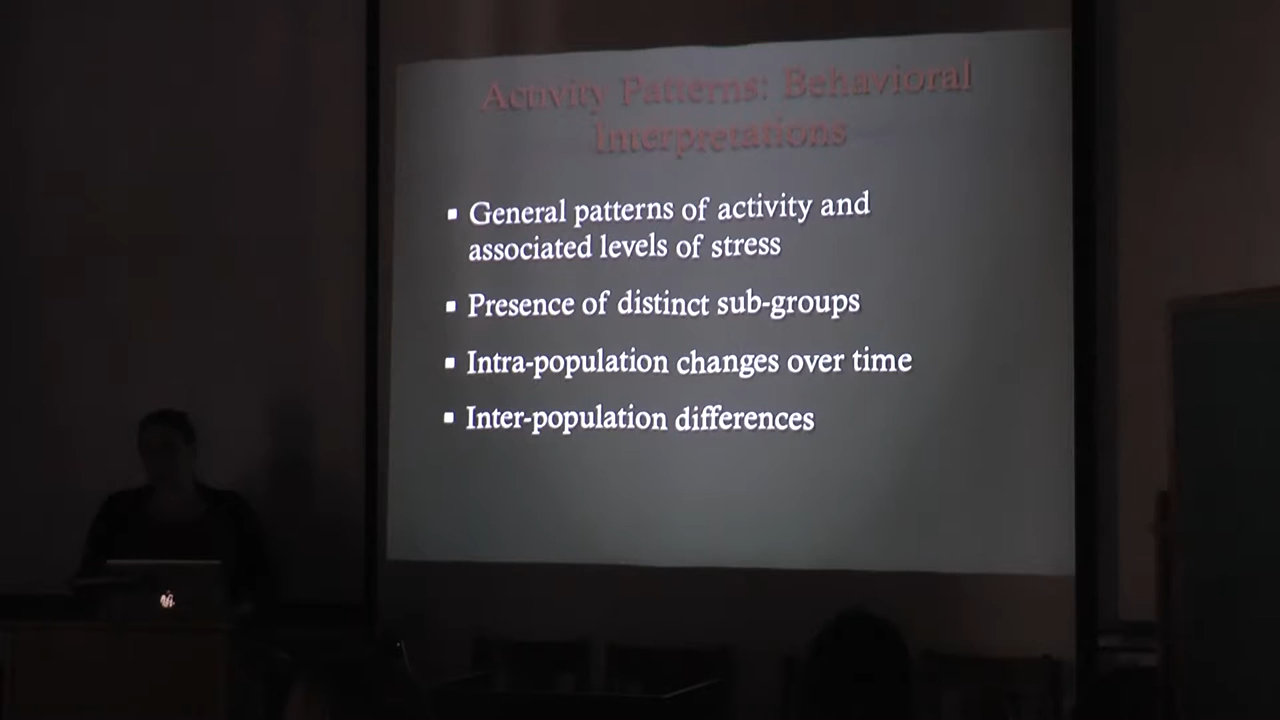 Activity Patterns: Behavioral
Interpretations
▪ General patterns of activity and
associated levels of stress
▪ Presence of distinct sub-groups
▪ Intra-population changes over time
▪ Inter-population differences